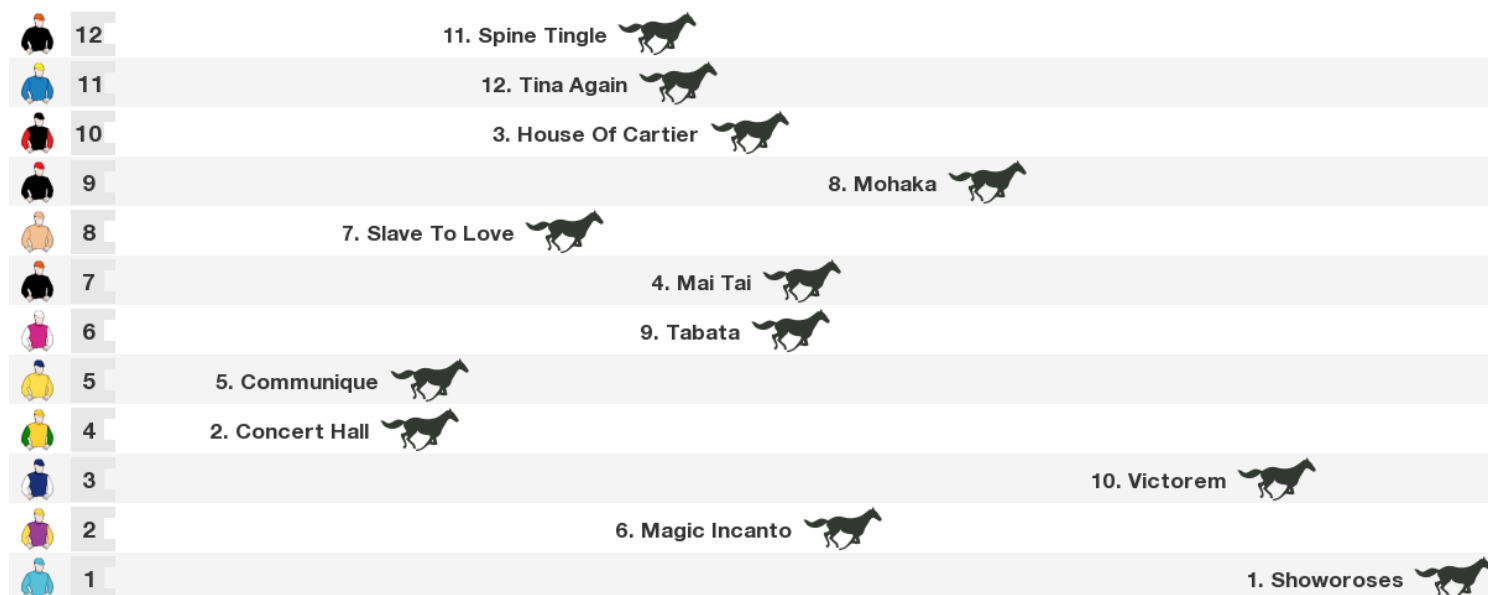 12 11. Spine Tingle
11 12. Tina Again
10 3. House Of Cartier
9 8. Mohaka
8 7. Slave To Love
7 4. Mai Tai
6 9. Tabata
5 5. Communique
4 2. Concert Hall
3 10. Victorem
2 6. Magic Incanto
1 1. Showoroses